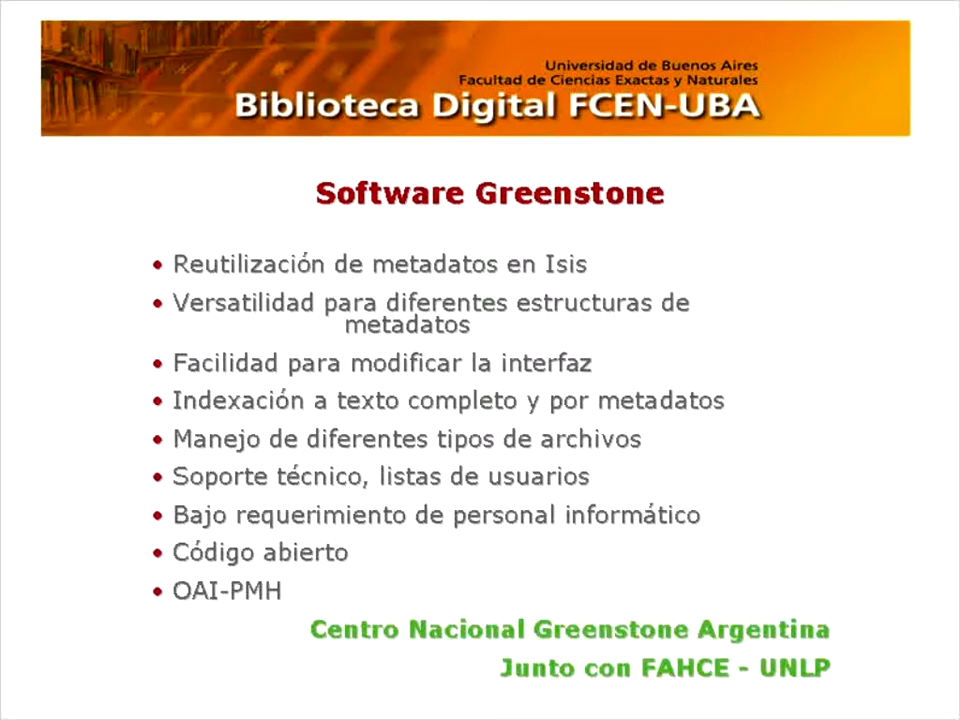 Universidad de Buenos Aires
Facultad de Ciencias Exactas y Naturales
Biblioteca Digital FCEN-UBA
Software Greenstone
• Reutilización de metadatos en Isis
• Versatilidad para diferentes estructuras de
metadatos
• Facilidad para modificar la interfaz
• Indexación a texto completo y por metadatos
• Manejo de diferentes tipos de archivos
• Soporte técnico, listas de usuarios
• Bajo requerimiento de personal informático
• Código abierto
• OAI-PMH
Centro Nacional Greenstone Argentina
Junto con FAHCE - UNLP